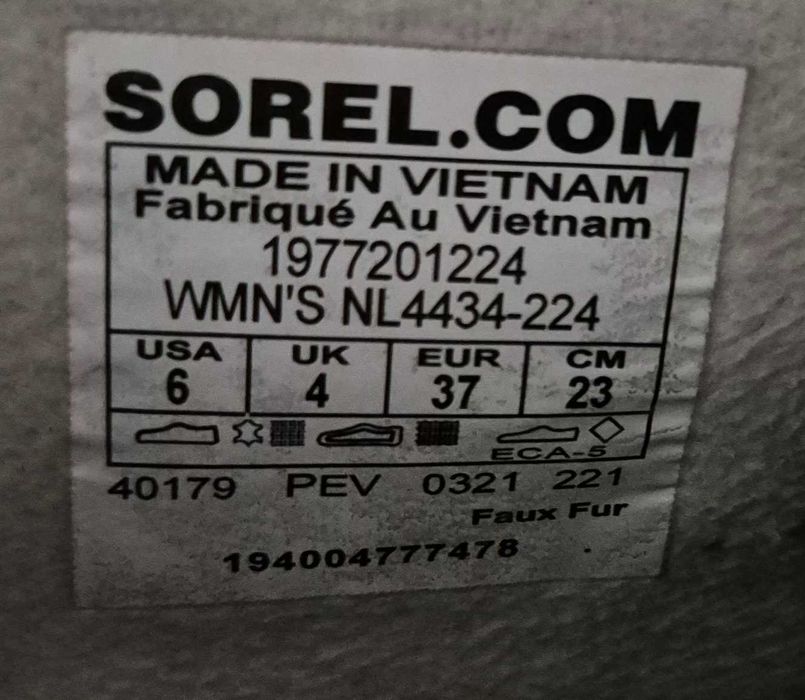 SOREL.COM
MADE IN VIETNAM
Fabriqué Au Vietnam
1977201224
WMN'S NL4434-224
USA UK EUR CM
6 4 37 23
ECA-5
40179 PEV 0321 221
Faux Fur
194004777478